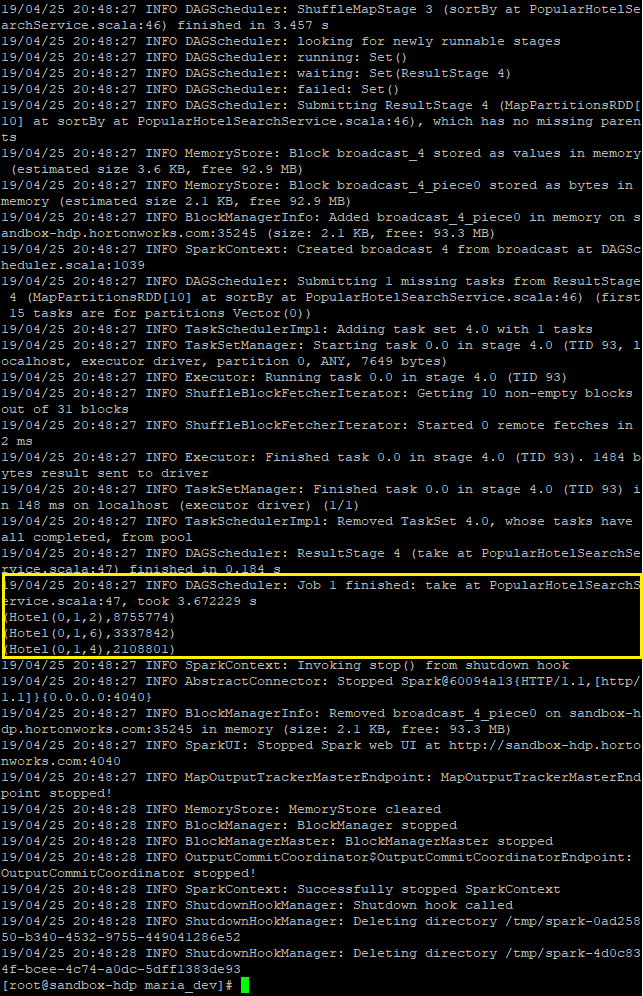 19/04/25 20:48:27 INFO DAGScheduler: ShuffleMapStage 3 (sortBy at PopularHotelSe
archService.scala:46) finished in 3.457 s
19/04/25 20:48:27 INFO DAGScheduler: looking for newly runnable stages
19/04/25 20:48:27 INFO DAGScheduler: running: Set()
19/04/25 20:48:27 INFO DAGScheduler: waiting: Set(ResultStage 4)
19/04/25 20:48:27 INFO DAGScheduler: failed: Set()
19/04/25 20:48:27 INFO DAGScheduler: Submitting ResultStage 4 (MapPartitionsRDD[
10] at sortBy at PopularHotelSearchService.scala:46), which has no missing paren
ts
19/04/25 20:48:27 INFO MemoryStore: Block broadcast_4 stored as values in memory
 (estimated size 3.6 KB, free 92.9 MB)
19/04/25 20:48:27 INFO MemoryStore: Block broadcast_4_piece0 stored as bytes in
memory (estimated size 2.1 KB, free 92.9 MB)
19/04/25 20:48:27 INFO BlockManagerInfo: Added broadcast_4_piece0 in memory on s
andbox-hdp.hortonworks.com:35245 (size: 2.1 KB, free: 93.3 MB)
19/04/25 20:48:27 INFO SparkContext: Created broadcast 4 from broadcast at DAGSc
heduler.scala:1039
19/04/25 20:48:27 INFO DAGScheduler: Submitting 1 missing tasks from ResultStage
 4 (MapPartitionsRDD[10] at sortBy at PopularHotelSearchService.scala:46) (first
 15 tasks are for partitions Vector(0))
19/04/25 20:48:27 INFO TaskSchedulerImpl: Adding task set 4.0 with 1 tasks
19/04/25 20:48:27 INFO TaskSetManager: Starting task 0.0 in stage 4.0 (TID 93, l
ocalhost, executor driver, partition 0, ANY, 7649 bytes)
19/04/25 20:48:27 INFO Executor: Running task 0.0 in stage 4.0 (TID 93)
19/04/25 20:48:27 INFO ShuffleBlockFetcherIterator: Getting 10 non-empty blocks
out of 31 blocks
19/04/25 20:48:27 INFO ShuffleBlockFetcherIterator: Started 0 remote fetches in
2 ms
19/04/25 20:48:27 INFO Executor: Finished task 0.0 in stage 4.0 (TID 93). 1484 b
ytes result sent to driver
19/04/25 20:48:27 INFO TaskSetManager: Finished task 0.0 in stage 4.0 (TID 93) i
n 148 ms on localhost (executor driver) (1/1)
19/04/25 20:48:27 INFO TaskSchedulerImpl: Removed TaskSet 4.0, whose tasks have
all completed, from pool
19/04/25 20:48:27 INFO DAGScheduler: ResultStage 4 (take at PopularHotelSearchSe
rvice.scala:47) finished in 0.184 s
19/04/25 20:48:27 INFO DAGScheduler: Job 1 finished: take at PopularHotelSearchS
ervice.scala:47, took 3.672229 s
(Hotel(0,1,2),8755774)
(Hotel(0,1,6),3337842)
(Hotel(0,1,4),2108801)
19/04/25 20:48:27 INFO SparkContext: Invoking stop() from shutdown hook
19/04/25 20:48:27 INFO AbstractConnector: Stopped Spark@60094a13{HTTP/1.1,[http/
1.1]}{0.0.0.0:4040}
19/04/25 20:48:27 INFO BlockManagerInfo: Removed broadcast_4_piece0 on sandbox-h
dp.hortonworks.com:35245 in memory (size: 2.1 KB, free: 93.3 MB)
19/04/25 20:48:27 INFO SparkUI: Stopped Spark web UI at http://sandbox-hdp.horto
nworks.com:4040
19/04/25 20:48:27 INFO MapOutputTrackerMasterEndpoint: MapOutputTrackerMasterEnd
point stopped!
19/04/25 20:48:28 INFO MemoryStore: MemoryStore cleared
19/04/25 20:48:28 INFO BlockManager: BlockManager stopped
19/04/25 20:48:28 INFO BlockManagerMaster: BlockManagerMaster stopped
19/04/25 20:48:28 INFO OutputCommitCoordinator$OutputCommitCoordinatorEndpoint:
OutputCommitCoordinator stopped!
19/04/25 20:48:28 INFO SparkContext: Successfully stopped SparkContext
19/04/25 20:48:28 INFO ShutdownHookManager: Shutdown hook called
19/04/25 20:48:28 INFO ShutdownHookManager: Deleting directory /tmp/spark-0ad258
50-b340-4532-9755-449041286e52
19/04/25 20:48:28 INFO ShutdownHookManager: Deleting directory /tmp/spark-4d0c83
4f-bcee-4c74-a0dc-5dff1383de93
[root@sandbox-hdp maria_dev]#